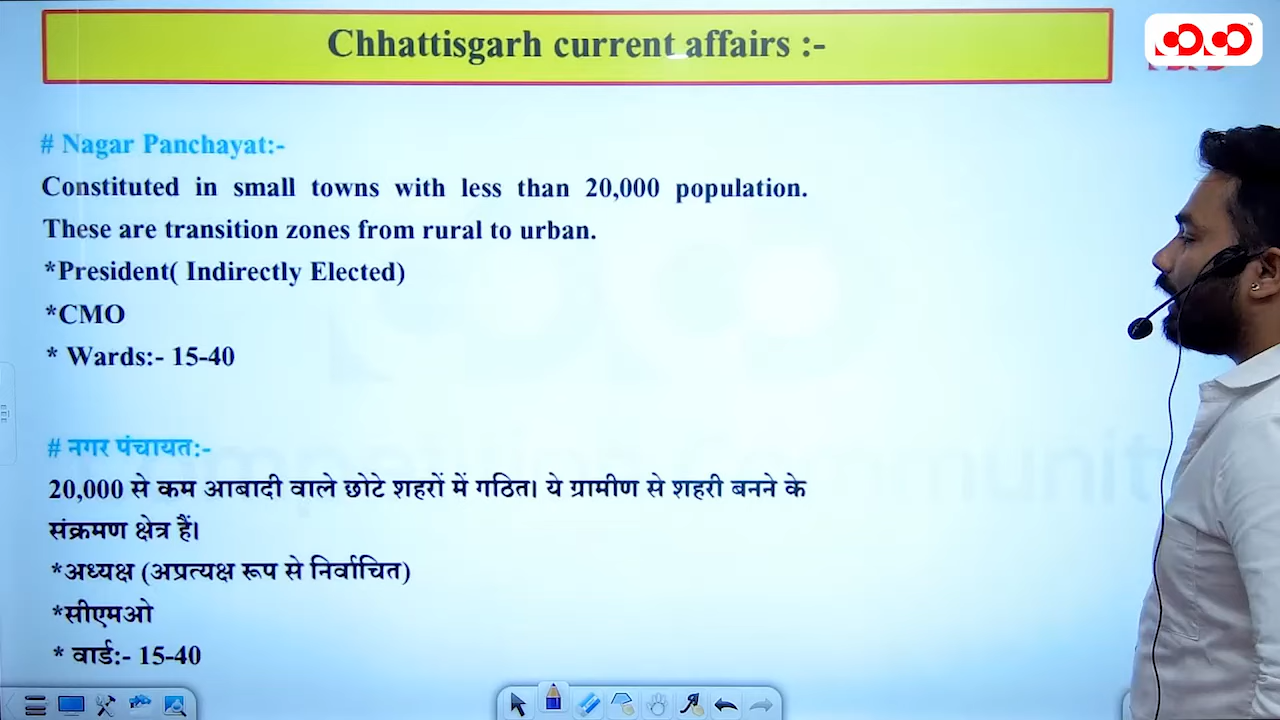 Chhattisgarh current affairs :-
# Nagar Panchayat:-
Constituted in small towns with less than 20,000 population.
These are transition zones from rural to urban.
*President( Indirectly Elected)
*CMO
* Wards:- 15-40
# नगर पंचायत:-
20,000 से कम आबादी वाले छोटे शहरों में गठित। ये ग्रामीण से शहरी बनने के
संक्रमण क्षेत्र हैं।
*अध्यक्ष (अप्रत्यक्ष रूप से निर्वाचित)
*सीएमओ
* वार्ड:- 15-40